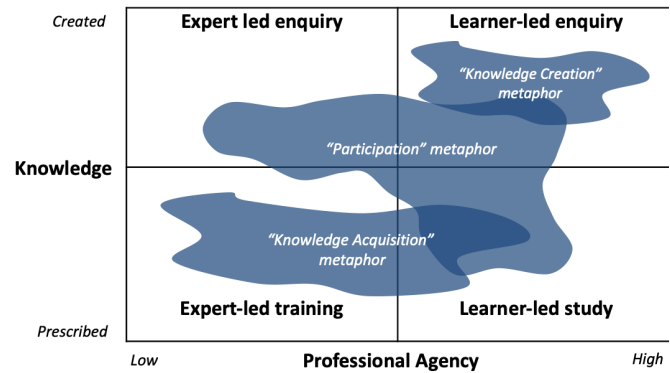 Created
Expert led enquiry
Learner-led enquiry
“Knowledge Creation”
metaphor
“Participation” metaphor
Knowledge
“Knowledge Acquisition”
metaphor
Expert-led training
Learner-led study
Prescribed
Low
Professional Agency
High